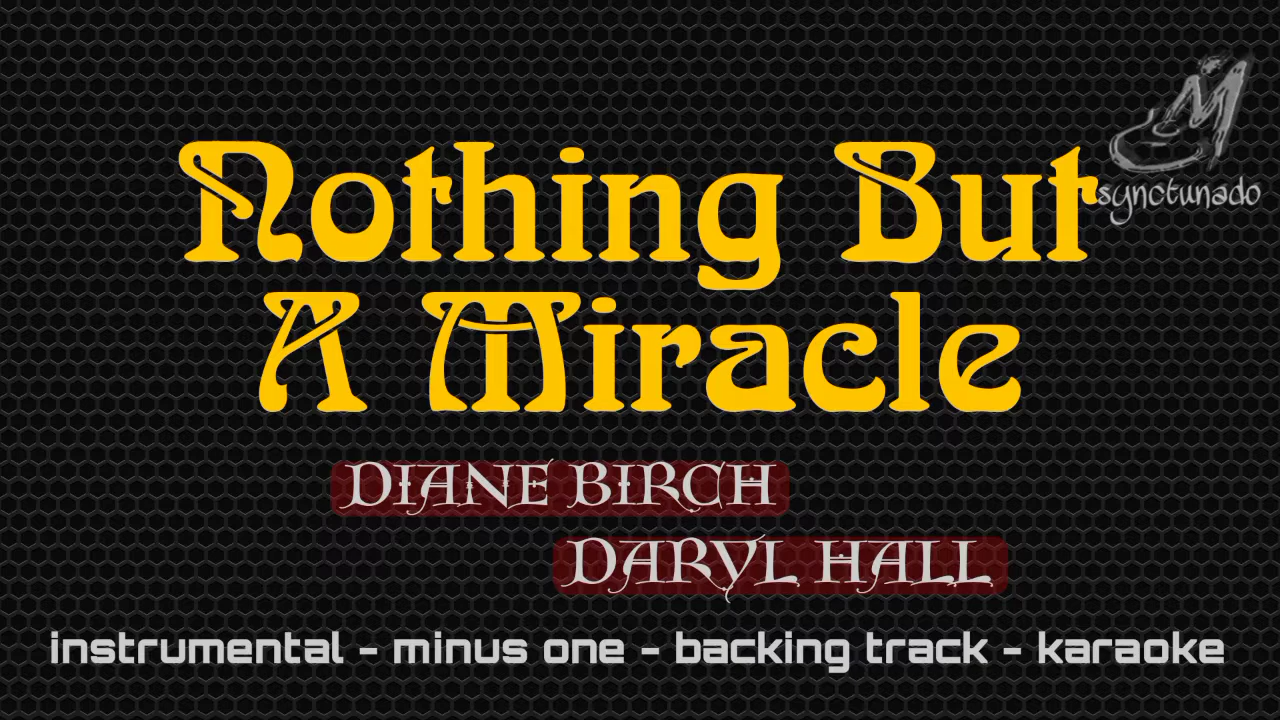 Nothing But
synctunado
A Miracle
DIANE BIRCH
DARYL HALL
instrumental - minus one - backing track - karaoke